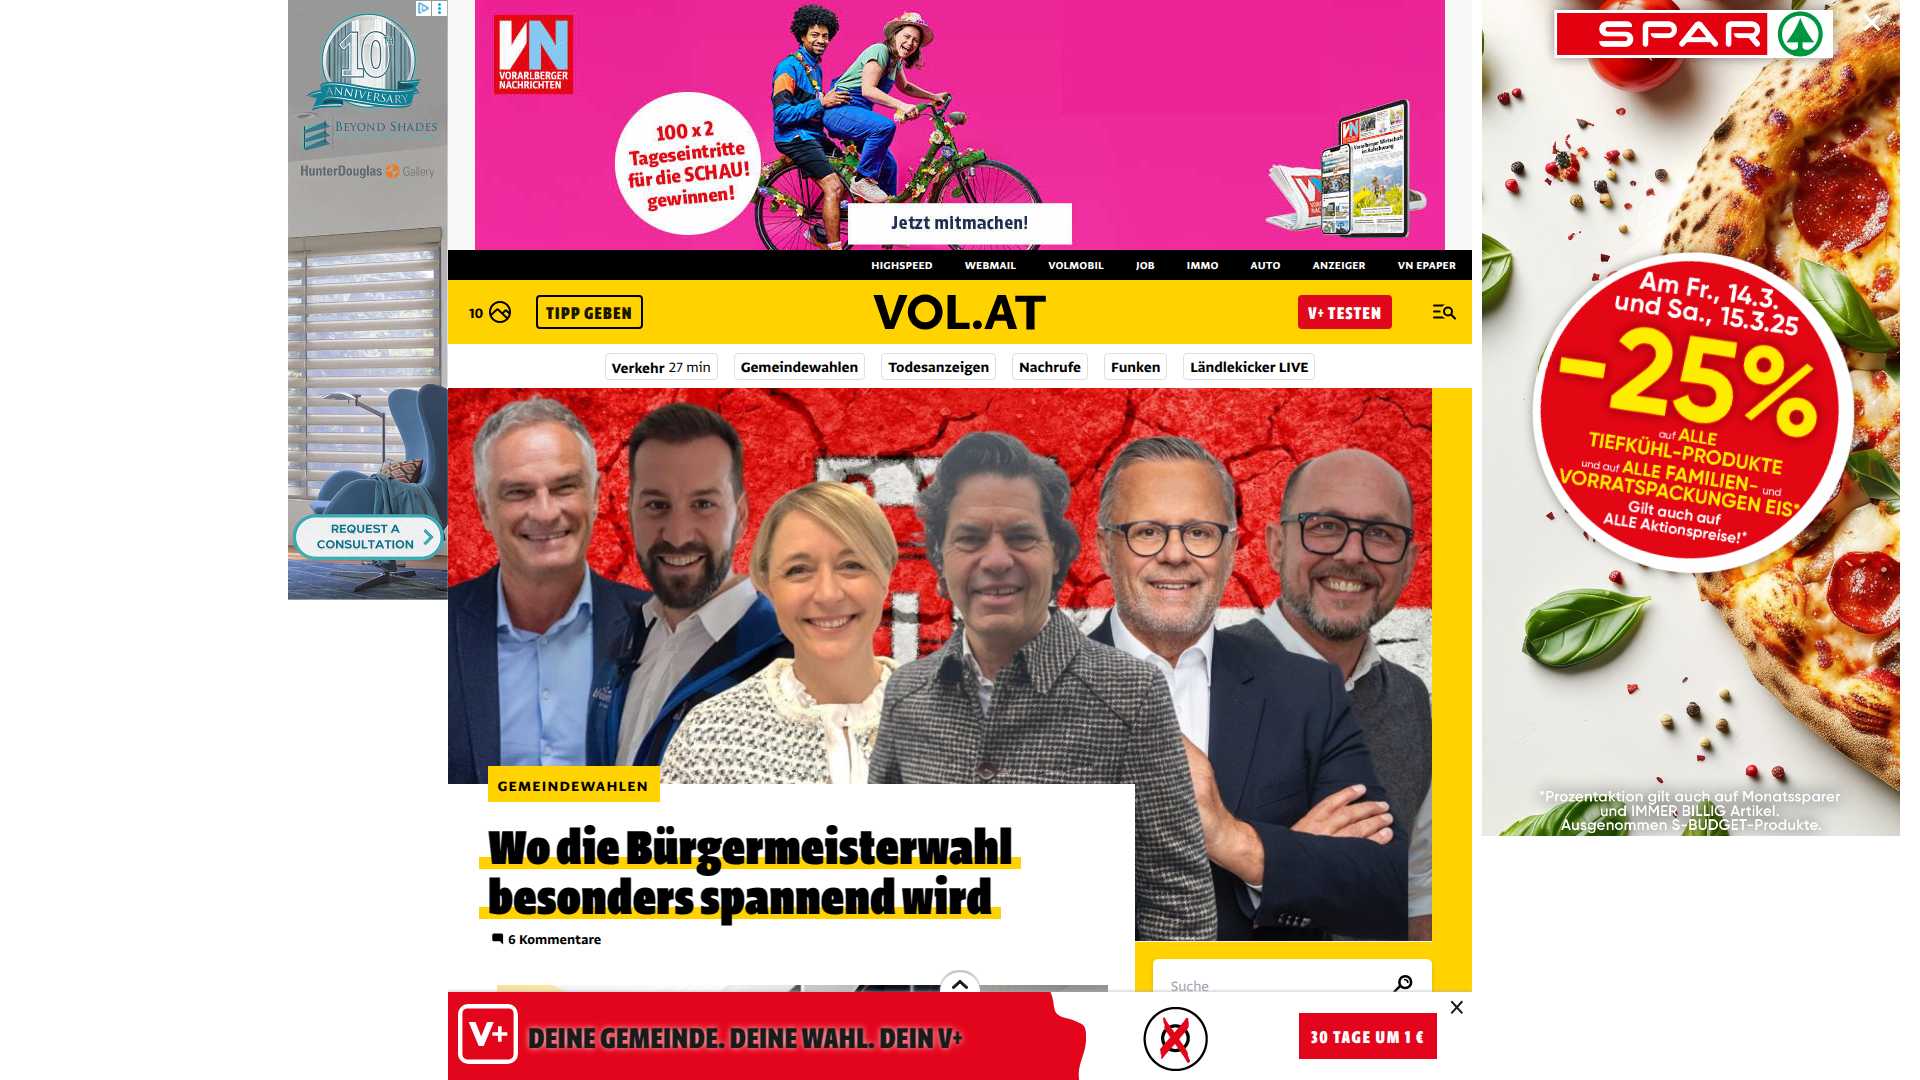 10TH
ANNIVERSARY
BEYOND SHADES
HunterDouglas Gallery
REQUEST A
CONSULTATION
VN
VORARLBERGER
NACHRICHTEN
100 x 2
Tageseintritte
für die SCHAU!
gewinnen!
Jetzt mitmachen!
HIGHSPEED WEBMAIL VOLMOBIL JOB IMMO AUTO ANZEIGER VN EPAPER
10 TIPP GEBEN VOL.AT V+ TESTEN
Verkehr 27 min Gemeindewahlen Todesanzeigen Nachrufe Funken Ländlekicker LIVE
GEMEINDEWAHLEN
Wo die Bürgermeisterwahl
besonders spannend wird
6 Kommentare
Suche
V+ DEINE GEMEINDE. DEINE WAHL. DEIN V+
30 TAGE UM 1 €
SPAR
Am Fr., 14.3.
und Sa., 15.3.25
-25%
auf ALLE
TIEFKÜHL-PRODUKTE
und auf ALLE FAMILIEN- und
VORRATSPACKUNGEN EIS*
Gilt auch auf
ALLE Aktionspreise!*
*Prozentaktion gilt auch auf Monatssparer
und IMMER BILLIG Artikel.
Ausgenommen S-BUDGET-Produkte.